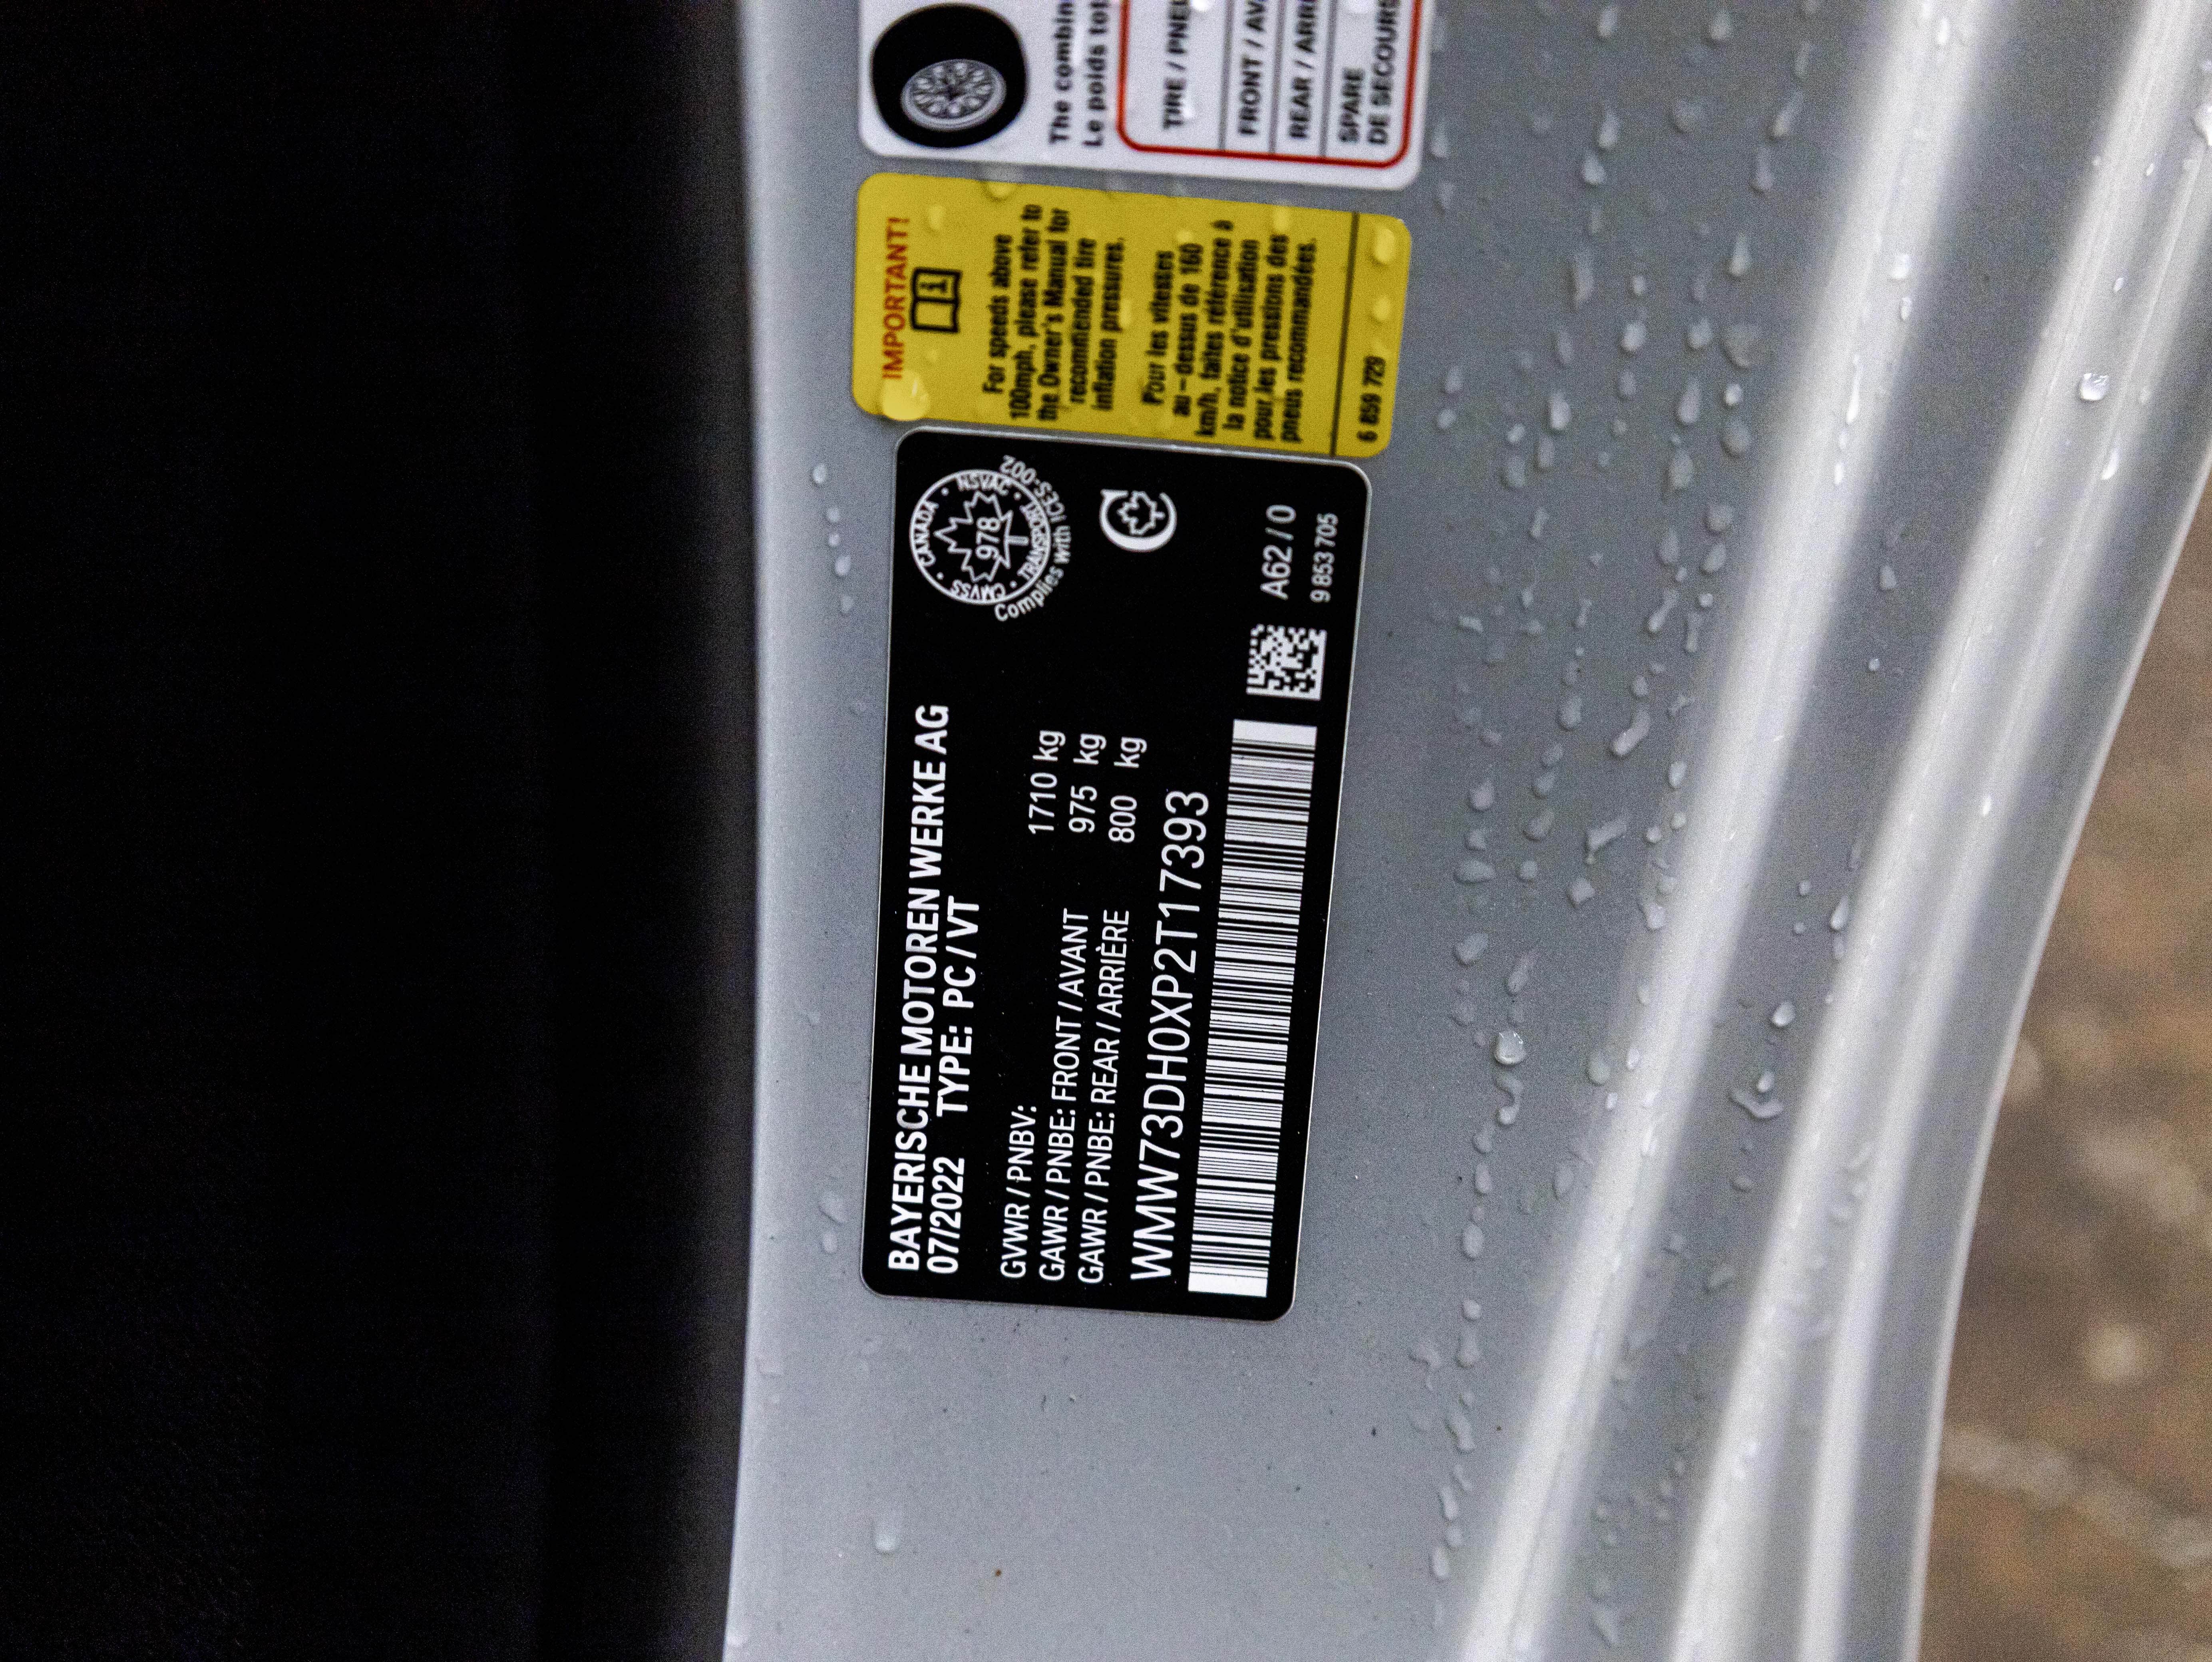 BAYERISCHE MOTOREN WERKE AG
07/2022 TYPE: PC / VT
GVWR / PNBV: 1710 kg
GAWR / PNBE: FRONT / AVANT 975 kg
GAWR / PNBE: REAR / ARRIÈRE 800 kg
WMW73DH0XP2T17393
CANADA • NSVAC • TRANSPORT • CMVSS •
978
Complies with ICES-002
A62 / 0
9 853 705
IMPORTANT!
For speeds above
100mph, please refer to
the Owner's Manual for
recommended tire
inflation pressures.
Pour les vitesses
au-dessus de 160
km/h, faites référence à
la notice d'utilisation
pour les pressions des
pneus recommandées.
6 859 729
The combin
Le poids tot
TIRE / PNEU
FRONT / AVA
REAR / ARRI
SPARE
DE SECOURS